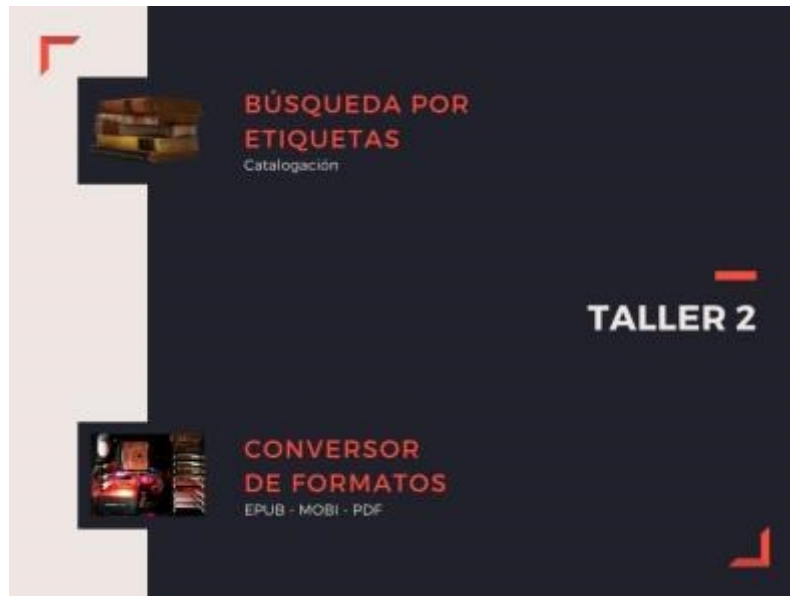 BÚSQUEDA POR
ETIQUETAS
Catalogación
TALLER 2
CONVERSOR
DE FORMATOS
EPUB - MOBI - PDF